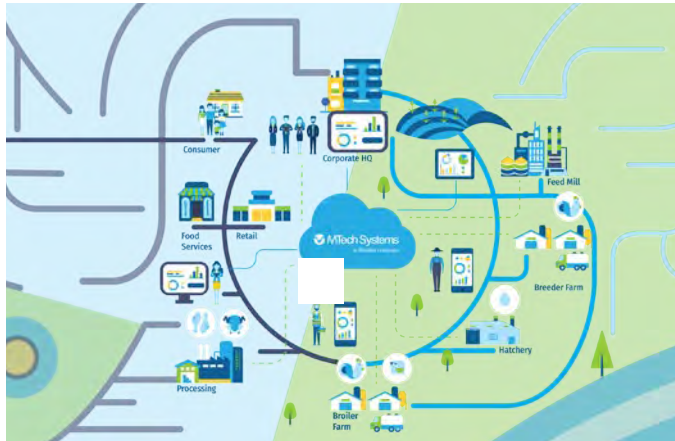 Consumer
Corporate HQ
Feed Mill
Food
Services
Retail
MTech Systems
Breeder Farm
Hatchery
Processing
Broiler
Farm